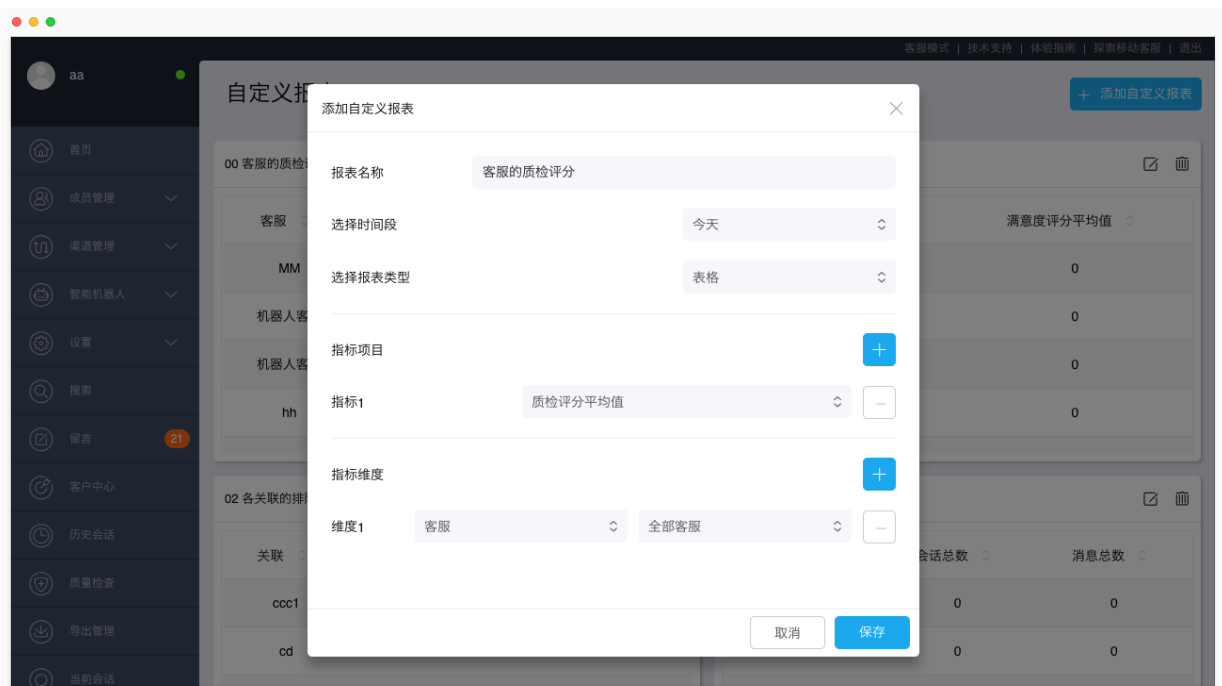 客服模式 | 技术支持 | 体验指南 | 探索移动客服 | 退出
aa
自定义报
+ 添加自定义报表
首页
成员管理
渠道管理
智能机器人
设置
搜索
留言 21
客户中心
历史会话
质量检查
导出管理
当前会话
00 客服的质检
客服 满意度评分平均值
MM 0
机器人客 0
机器人客 0
hh 0
02 各关联的排
关联 会话总数 消息总数
ccc1 0 0
cd 0 0
添加自定义报表
报表名称 客服的质检评分
选择时间段 今天
选择报表类型 表格
指标项目
指标1 质检评分平均值
指标维度
维度1 客服 全部客服
取消 保存